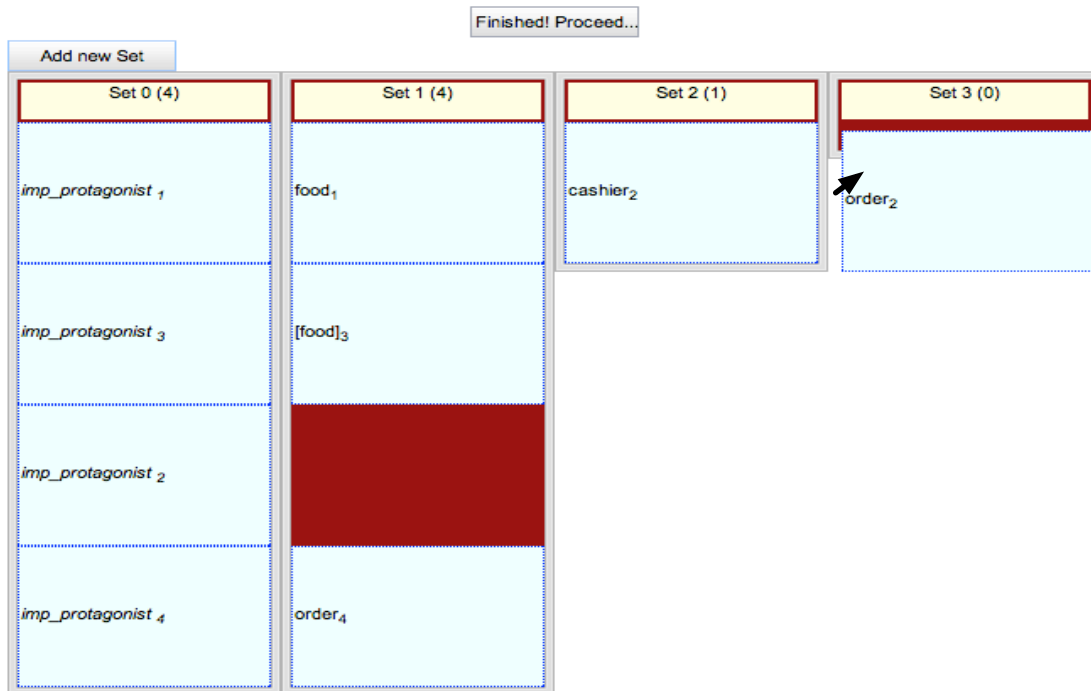 Finished! Proceed...
Add new Set
Set 0 (4)
Set 1 (4)
Set 2 (1)
Set 3 (0)
imp_protagonist 1
food1
cashier2
order2
imp_protagonist 3
[food]3
imp_protagonist 2
imp_protagonist 4
order4